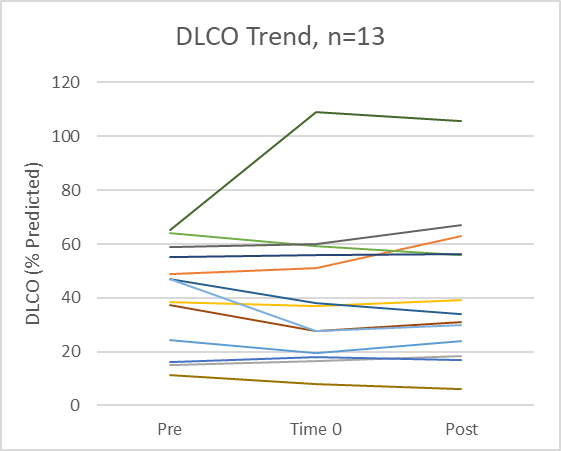 DLCO Trend, n=13
120
100
80
60
40
20
0
DLCO (% Predicted)
Pre
Time 0
Post